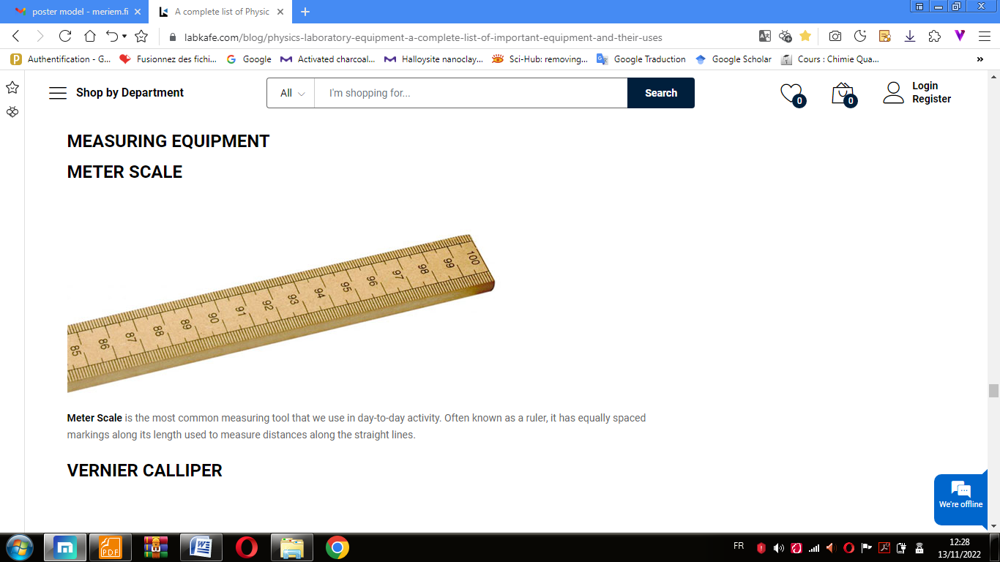 poster model - meriem.fi
A complete list of Physic
labkafe.com/blog/physics-laboratory-equipment-a-complete-list-of-important-equipment-and-their-uses
Authentification - G...
Fusionnez des fichi...
Google
Activated charcoal...
Halloysite nanoclay...
Sci-Hub: removing...
Google Traduction
Google Scholar
Cours : Chimie Qua...
Shop by Department
All
I'm shopping for...
Search
0
0
Login
Register
MEASURING EQUIPMENT
METER SCALE
85 86 87 88 89 90 91 92 93 94 95 96 97 98 99 100
Meter Scale is the most common measuring tool that we use in day-to-day activity. Often known as a ruler, it has equally spaced
markings along its length used to measure distances along the straight lines.
VERNIER CALLIPER
We're offline
PDF
FR
12:28
13/11/2022